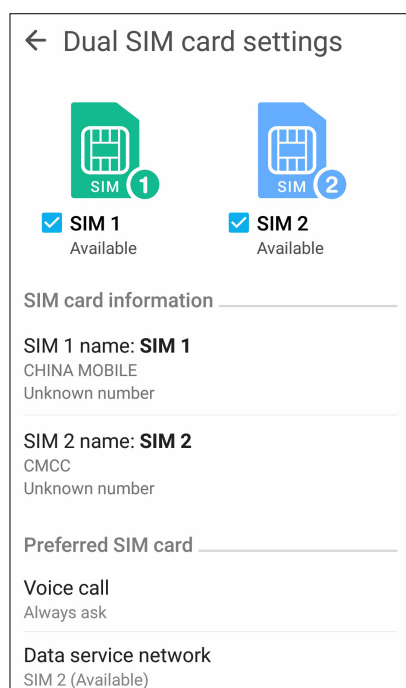 Dual SIM card settings
SIM 1
SIM 2
SIM 1
SIM 2
Available
Available
SIM card information
SIM 1 name: SIM 1
CHINA MOBILE
Unknown number
SIM 2 name: SIM 2
CMCC
Unknown number
Preferred SIM card
Voice call
Always ask
Data service network
SIM 2 (Available)